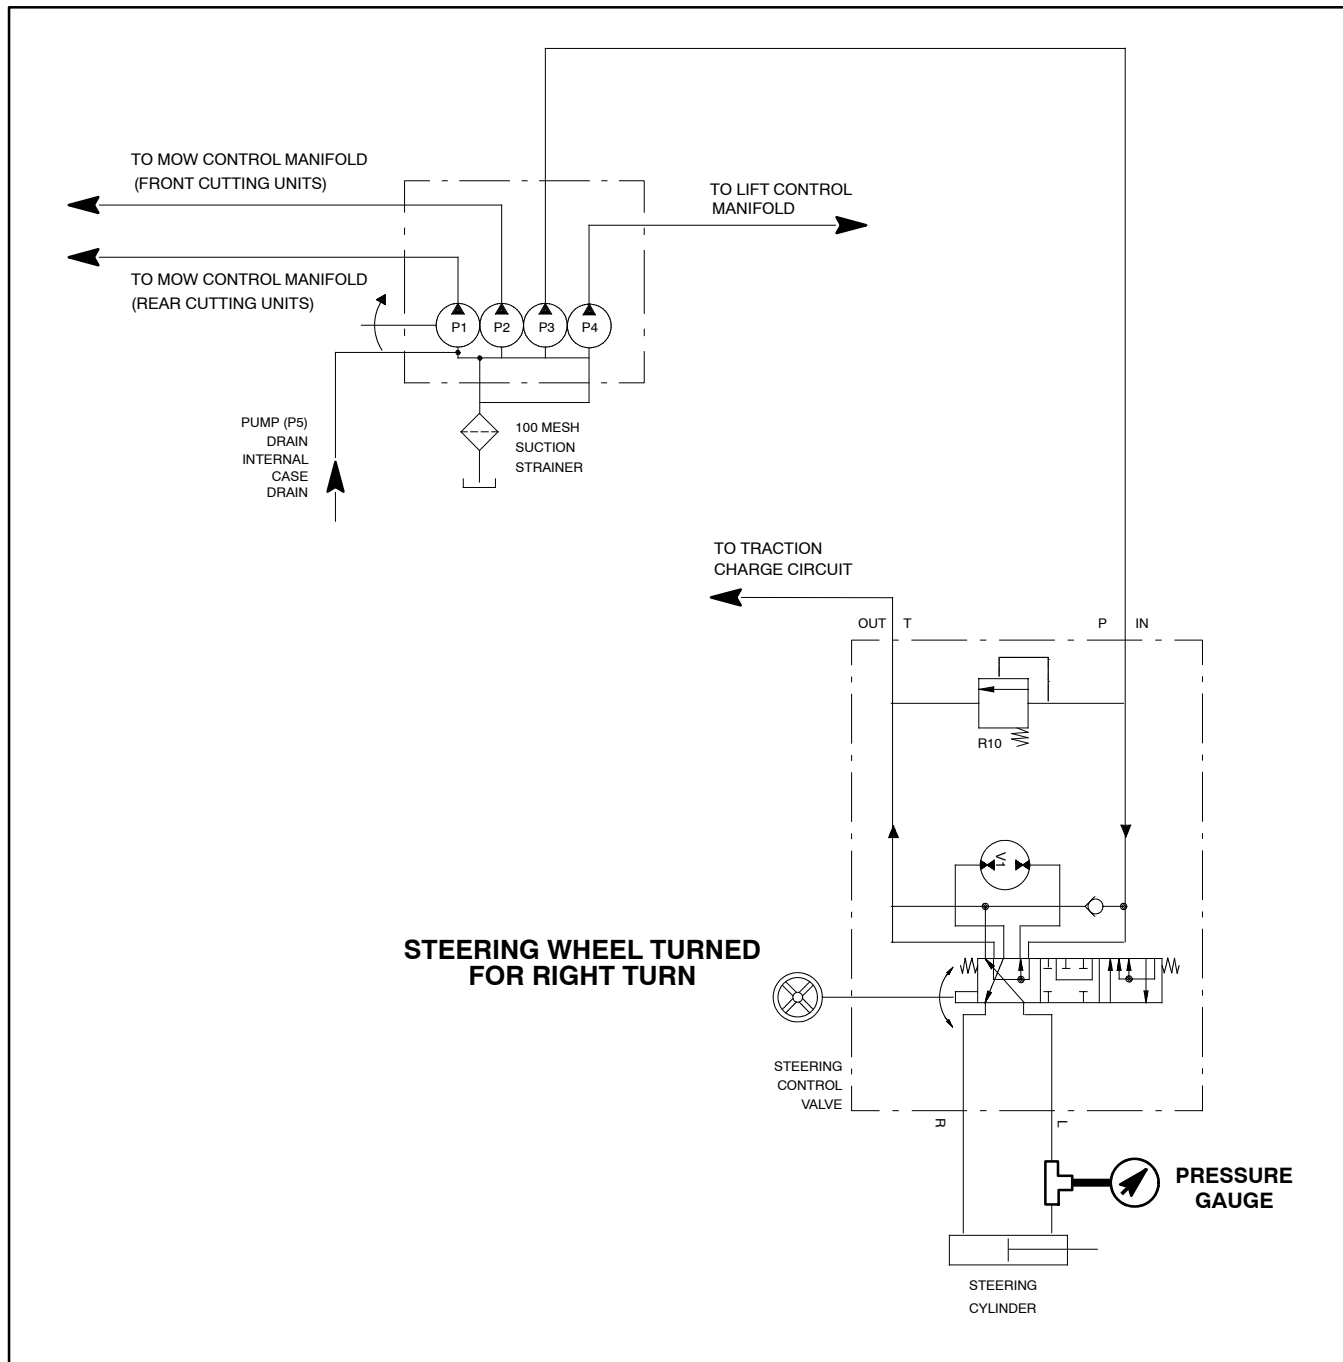 TO MOW CONTROL MANIFOLD
(FRONT CUTTING UNITS)
TO LIFT CONTROL
MANIFOLD
TO MOW CONTROL MANIFOLD
(REAR CUTTING UNITS)
P1
P2
P3
P4
PUMP (P5)
DRAIN
INTERNAL
CASE
DRAIN
100 MESH
SUCTION
STRAINER
TO TRACTION
CHARGE CIRCUIT
OUT
T
P
IN
R10
V1
STEERING WHEEL TURNED
FOR RIGHT TURN
STEERING
CONTROL
VALVE
R
L
PRESSURE
GAUGE
STEERING
CYLINDER